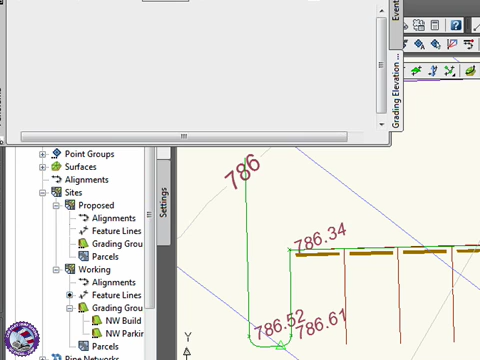 Event
Grading Elevation ...
Point Groups
Surfaces
Alignments
Sites
Proposed
Alignments
Feature Lines
Grading Grou
Parcels
Working
Alignments
Feature Lines
Grading Grou
NW Build
NW Parkin
Parcels
Pipe Networks
Settings
786
786.34
786.52
786.61
Y